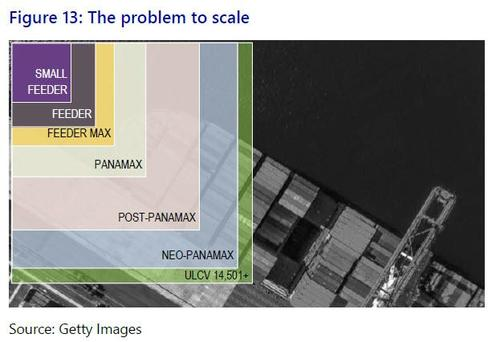 Figure 13: The problem to scale
SMALL
FEEDER
FEEDER
FEEDER MAX
PANAMAX
POST-PANAMAX
NEO-PANAMAX
ULCV 14,501+
Source: Getty Images